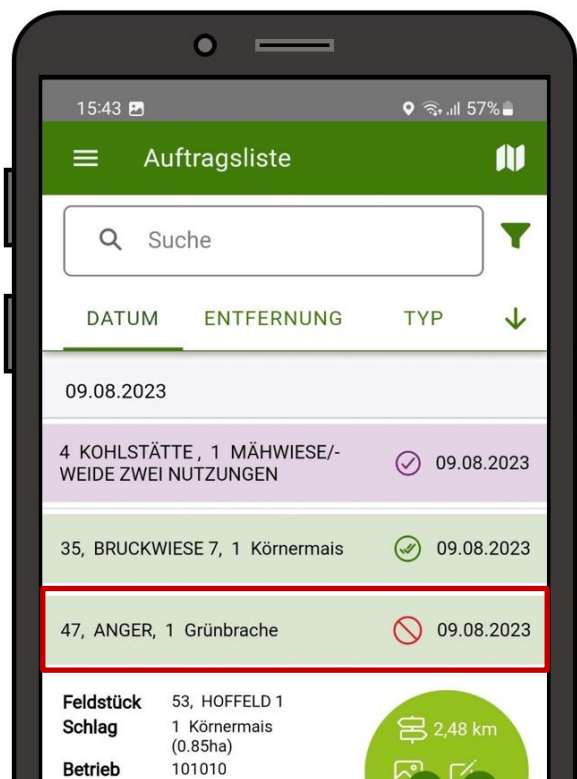 15:43 57%
Auftragsliste
Suche
DATUM ENTFERNUNG TYP
09.08.2023
4 KOHLSTÄTTE, 1 MÄHWIESE/-
WEIDE ZWEI NUTZUNGEN 09.08.2023
35, BRUCKWIESE 7, 1 Körnermais 09.08.2023
47, ANGER, 1 Grünbrache 09.08.2023
Feldstück 53, HOFFELD 1
Schlag 1 Körnermais
(0.85ha)
2,48 km
Betrieb 101010